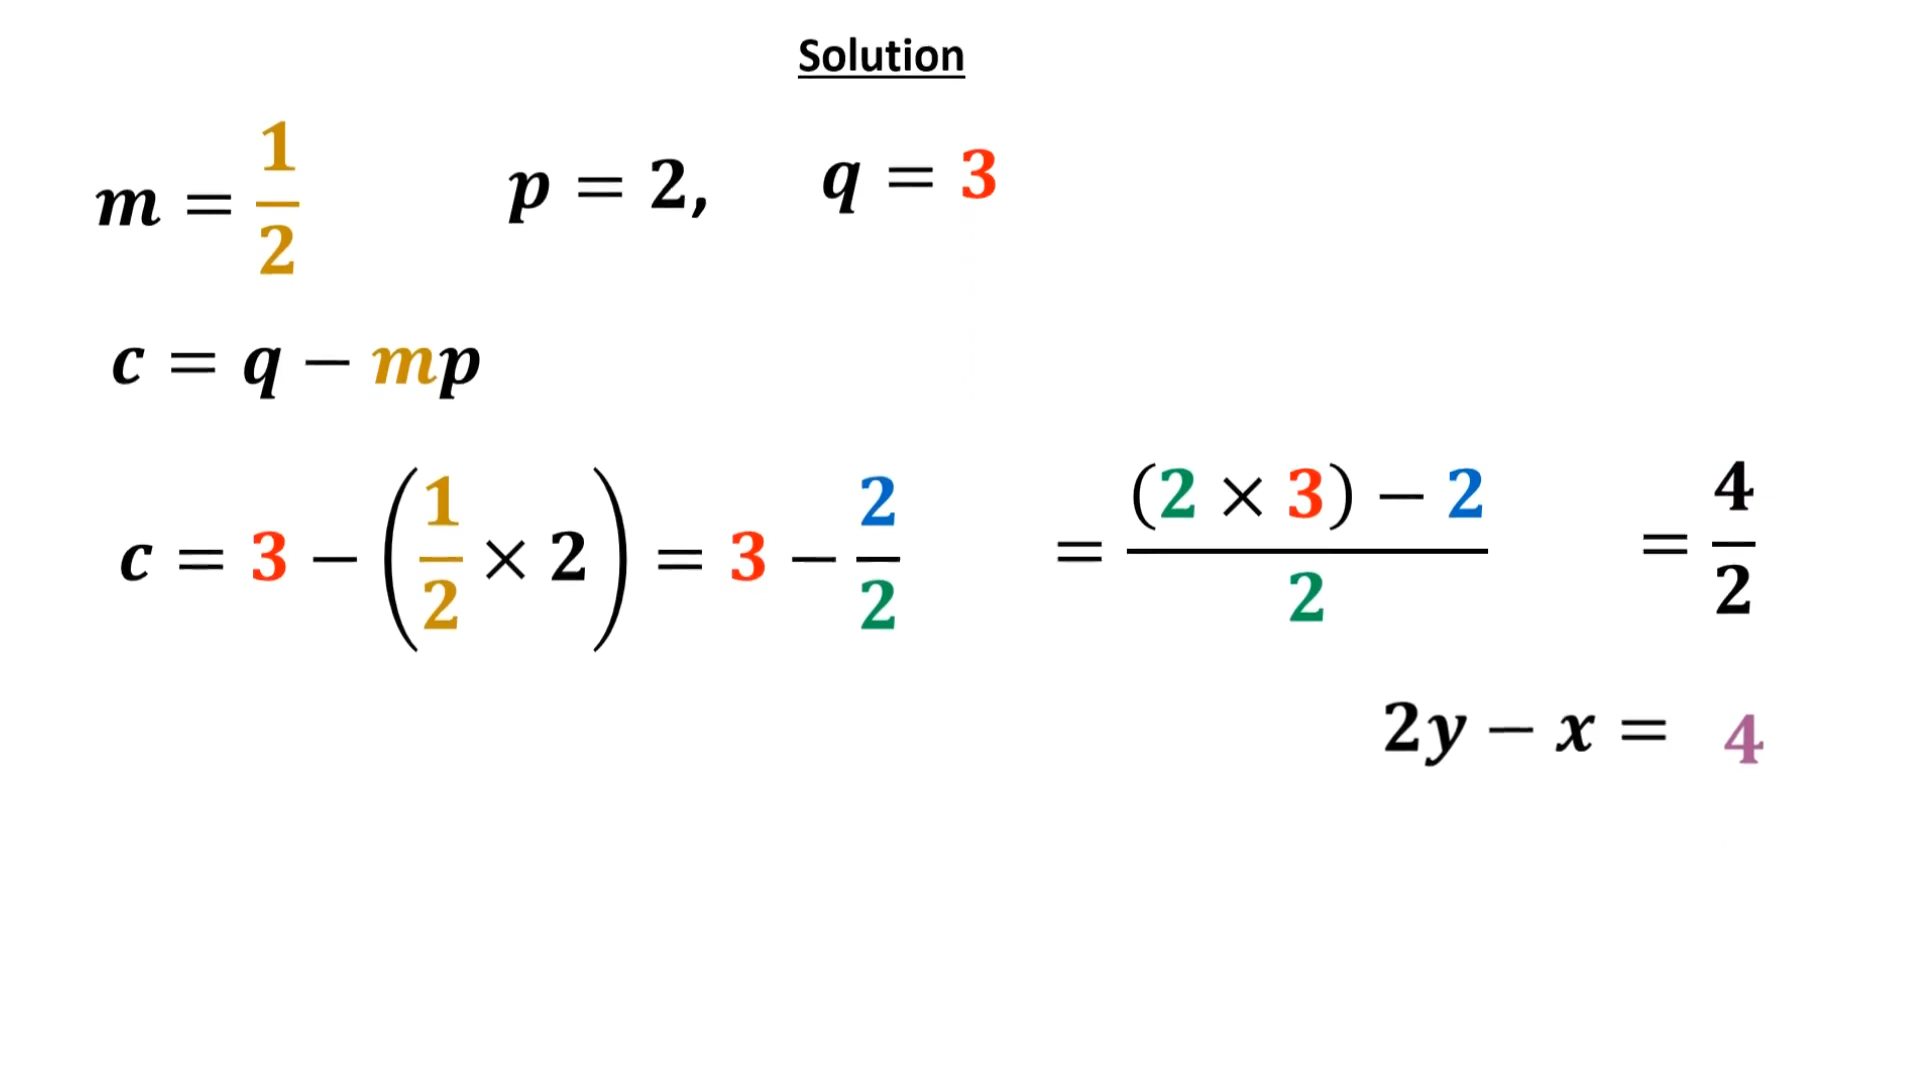 Solution
m = 1/2 p = 2, q = 3
c = q − mp
c = 3 − (1/2 × 2) = 3 − 2/2 = ((2 × 3) − 2)/2 = 4/2
2y − x = 4